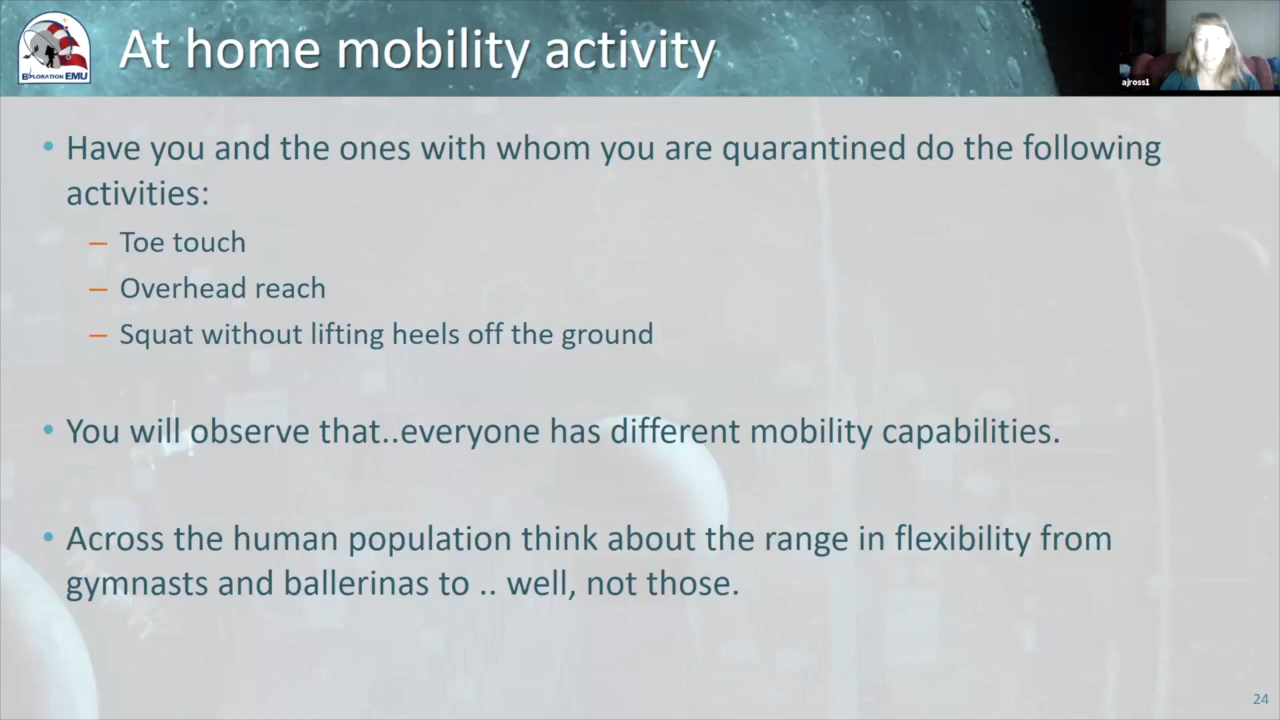 At home mobility activity
EXPLORATION EMU
ajross1
• Have you and the ones with whom you are quarantined do the following
activities:
– Toe touch
– Overhead reach
– Squat without lifting heels off the ground
• You will observe that..everyone has different mobility capabilities.
• Across the human population think about the range in flexibility from
gymnasts and ballerinas to .. well, not those.
24